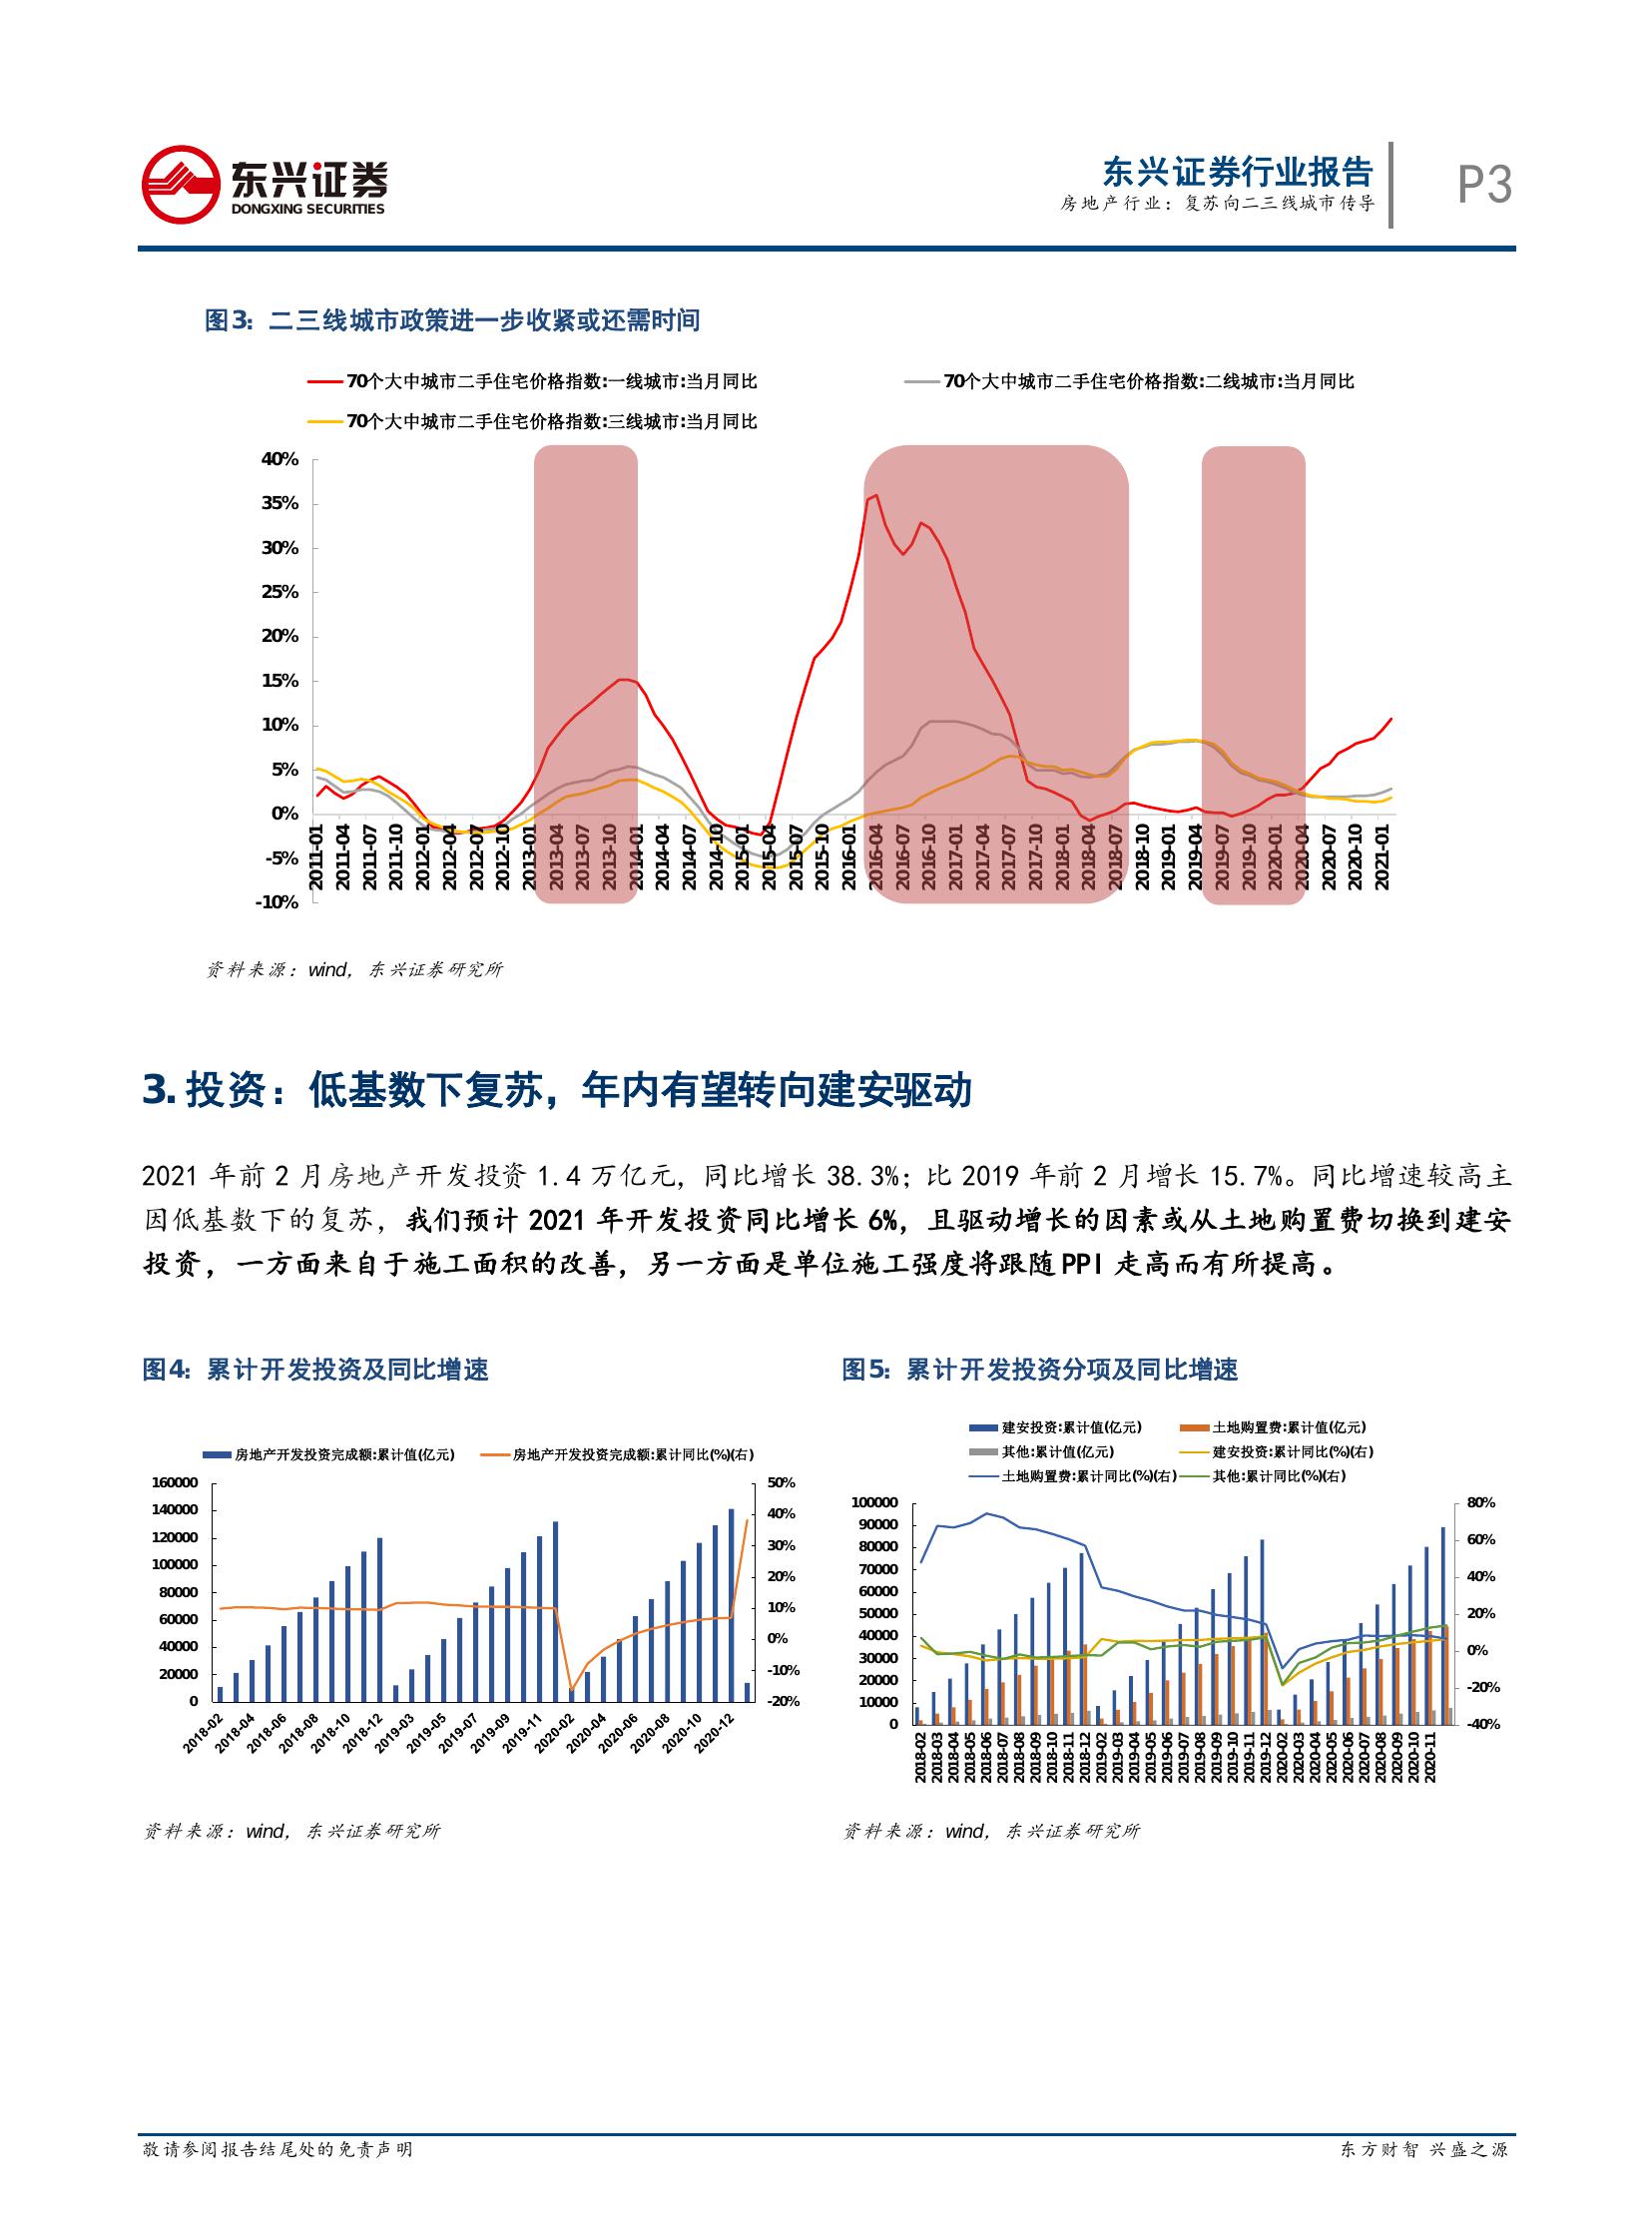 东兴证券
DONGXING SECURITIES
东兴证券行业报告
房地产行业：复苏向二三线城市传导
P3
图3：二三线城市政策进一步收紧或还需时间
70个大中城市二手住宅价格指数:一线城市:当月同比
70个大中城市二手住宅价格指数:二线城市:当月同比
70个大中城市二手住宅价格指数:三线城市:当月同比
40%
35%
30%
25%
20%
15%
10%
5%
0%
-5%
-10%
2011-01 2011-04 2011-07 2011-10 2012-01 2012-04 2012-07 2012-10 2013-01 2013-04 2013-07 2013-10 2014-01 2014-04 2014-07 2014-10 2015-01 2015-04 2015-07 2015-10 2016-01 2016-04 2016-07 2016-10 2017-01 2017-04 2017-07 2017-10 2018-01 2018-04 2018-07 2018-10 2019-01 2019-04 2019-07 2019-10 2020-01 2020-04 2020-07 2020-10 2021-01
资料来源：wind，东兴证券研究所
3.投资：低基数下复苏，年内有望转向建安驱动
2021 年前 2 月房地产开发投资 1.4 万亿元，同比增长 38.3%；比 2019 年前 2 月增长 15.7%。同比增速较高主
因低基数下的复苏，我们预计 2021 年开发投资同比增长 6%，且驱动增长的因素或从土地购置费切换到建安
投资，一方面来自于施工面积的改善，另一方面是单位施工强度将跟随 PPI 走高而有所提高。
图4：累计开发投资及同比增速
房地产开发投资完成额:累计值(亿元)
房地产开发投资完成额:累计同比(%)(右)
160000
140000
120000
100000
80000
60000
40000
20000
0
50%
40%
30%
20%
10%
0%
-10%
-20%
2018-02 2018-04 2018-06 2018-08 2018-10 2018-12 2019-03 2019-05 2019-07 2019-09 2019-11 2020-02 2020-04 2020-06 2020-08 2020-10 2020-12
资料来源：wind，东兴证券研究所
图5：累计开发投资分项及同比增速
建安投资:累计值(亿元)
土地购置费:累计值(亿元)
其他:累计值(亿元)
建安投资:累计同比(%)(右)
土地购置费:累计同比(%)(右)
其他:累计同比(%)(右)
100000
90000
80000
70000
60000
50000
40000
30000
20000
10000
0
80%
60%
40%
20%
0%
-20%
-40%
2018-02 2018-03 2018-04 2018-05 2018-06 2018-07 2018-08 2018-09 2018-10 2018-11 2018-12 2019-02 2019-03 2019-04 2019-05 2019-06 2019-07 2019-08 2019-09 2019-10 2019-11 2019-12 2020-02 2020-03 2020-04 2020-05 2020-06 2020-07 2020-08 2020-09 2020-10 2020-11
资料来源：wind，东兴证券研究所
敬请参阅报告结尾处的免责声明
东方财智 兴盛之源